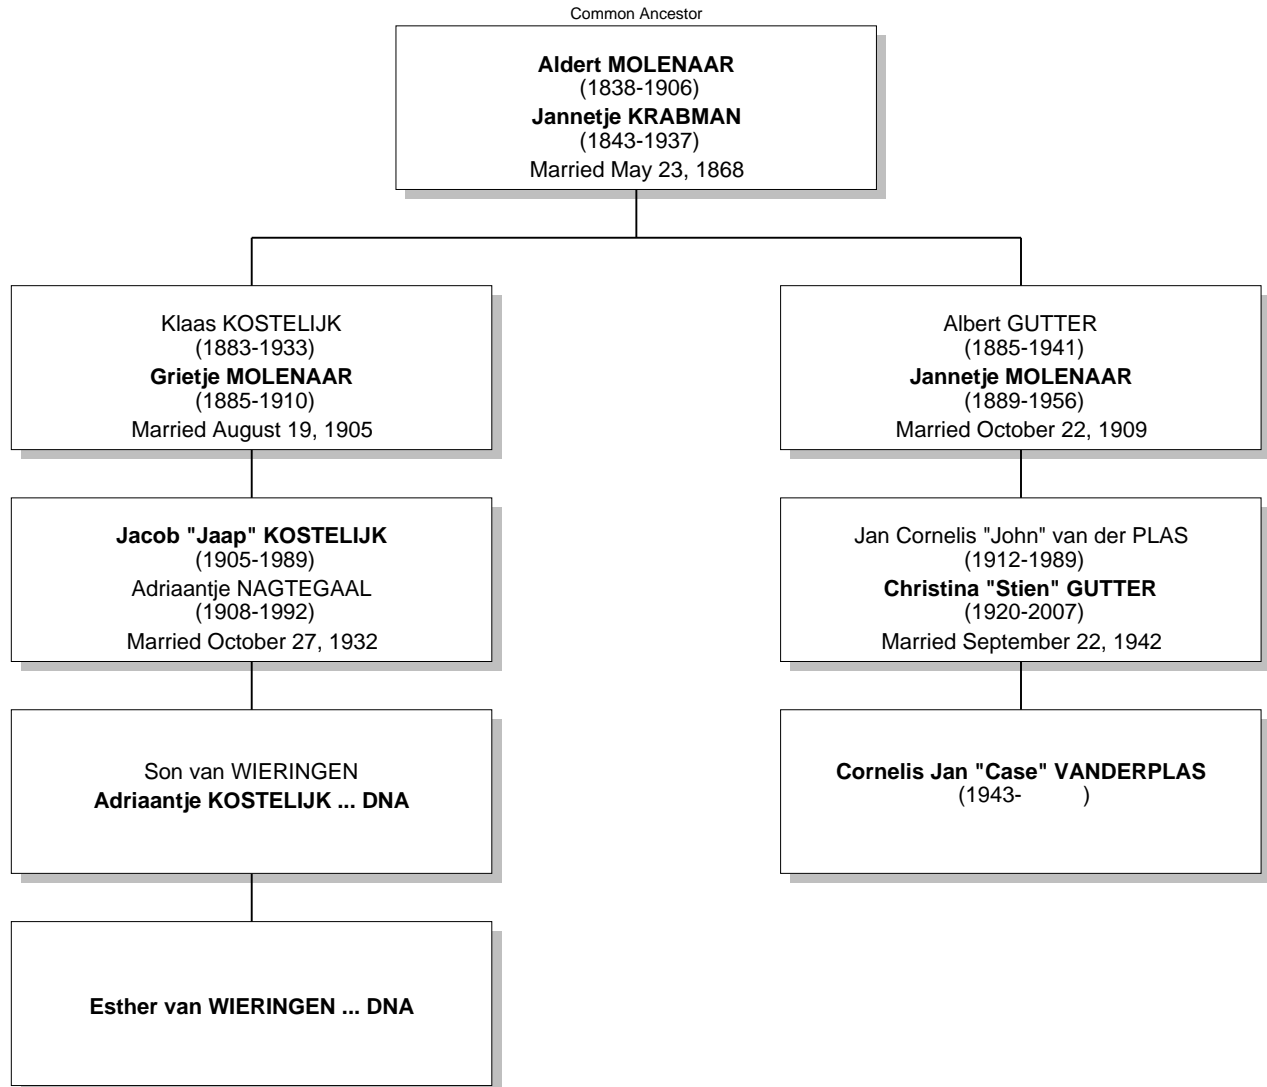 Common Ancestor
Aldert MOLENAAR
(1838-1906)
Jannetje KRABMAN
(1843-1937)
Married May 23, 1868
Klaas KOSTELIJK
(1883-1933)
Grietje MOLENAAR
(1885-1910)
Married August 19, 1905
Albert GUTTER
(1885-1941)
Jannetje MOLENAAR
(1889-1956)
Married October 22, 1909
Jacob "Jaap" KOSTELIJK
(1905-1989)
Adriaantje NAGTEGAAL
(1908-1992)
Married October 27, 1932
Jan Cornelis "John" van der PLAS
(1912-1989)
Christina "Stien" GUTTER
(1920-2007)
Married September 22, 1942
Son van WIERINGEN
Adriaantje KOSTELIJK ... DNA
Cornelis Jan "Case" VANDERPLAS
(1943-          )
Esther van WIERINGEN ... DNA